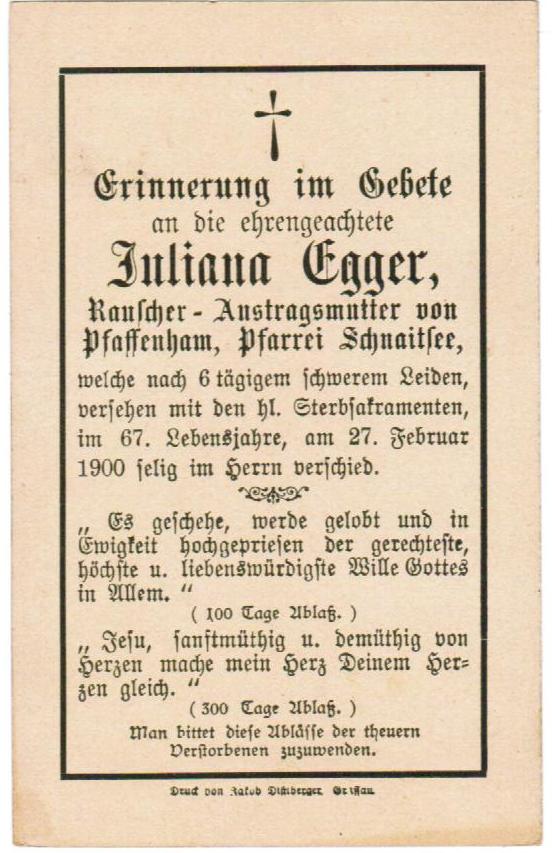 Erinnerung im Gebete
an die ehrengeachtete
Juliana Egger,
Rauscher - Austragsmutter von
Pfaffenham, Pfarrei Schnaitsee,
welche nach 6 tägigem schwerem Leiden,
versehen mit den hl. Sterbsakramenten,
im 67. Lebensjahre, am 27. Februar
1900 selig im Herrn verschied.
„ Es geschehe, werde gelobt und in
Ewigkeit hochgepriesen der gerechteste,
höchste u. liebenswürdigste Wille Gottes
in Allem. “
( 100 Tage Ablaß. )
„ Jesu, sanftmüthig u. demüthig von
Herzen mache mein Herz Deinem Her=
zen gleich. “
( 300 Tage Ablaß. )
Man bittet diese Ablässe der theuern
Verstorbenen zuzuwenden.
Druck von Jakob